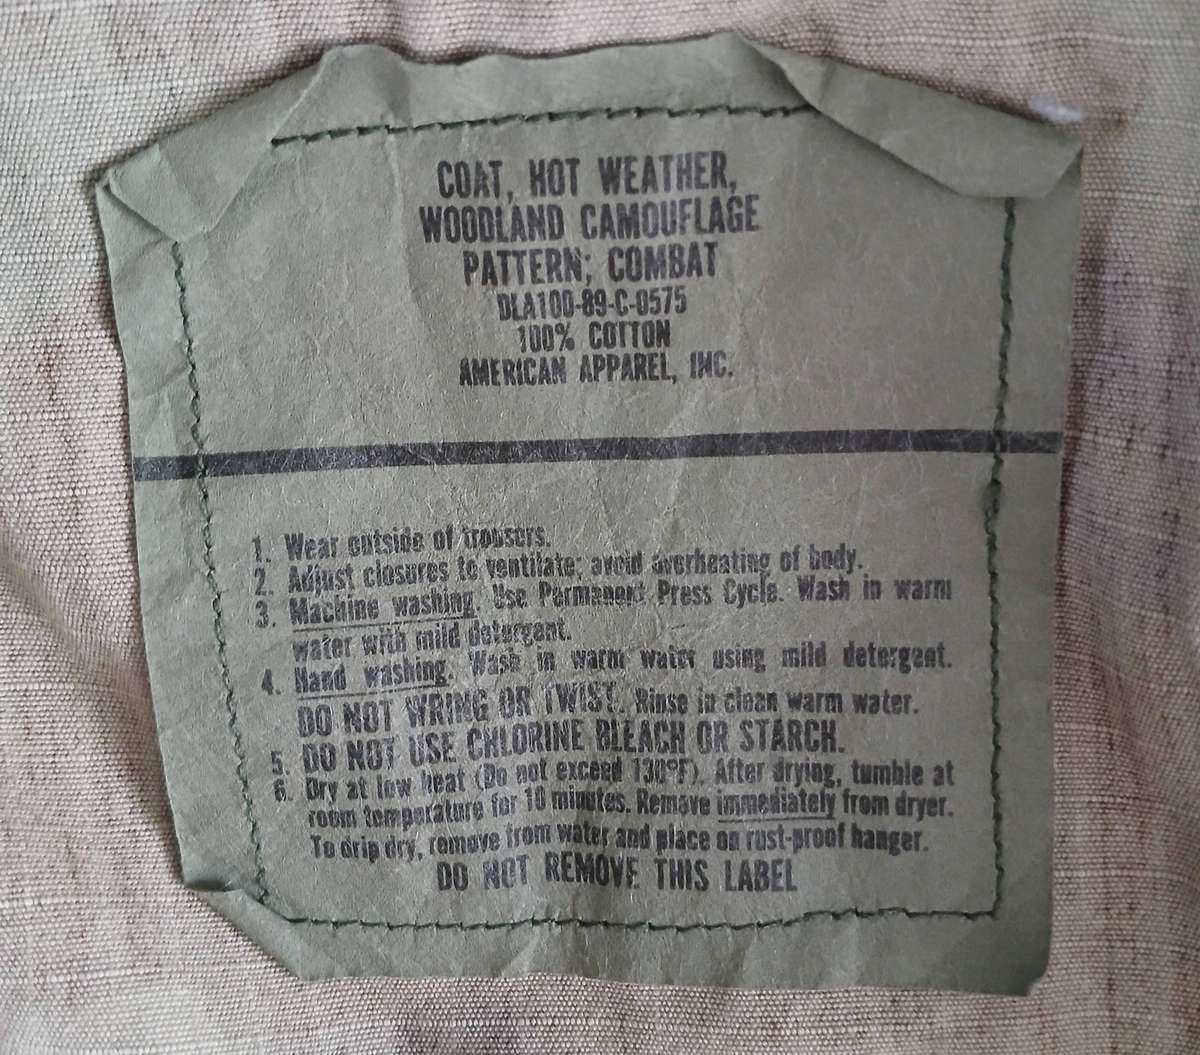 COAT, HOT WEATHER,
WOODLAND CAMOUFLAGE
PATTERN; COMBAT
DLA100-89-C-0575
100% COTTON
AMERICAN APPAREL, INC.
1. Wear outside of trousers.
2. Adjust closures to ventilate; avoid overheating of body.
3. Machine washing. Use Permanent Press Cycle. Wash in warm
water with mild detergent.
4. Hand washing. Wash in warm water using mild detergent.
DO NOT WRING OR TWIST. Rinse in clean warm water.
5. DO NOT USE CHLORINE BLEACH OR STARCH.
6. Dry at low heat (Do not exceed 130°F). After drying, tumble at
room temperature for 10 minutes. Remove immediately from dryer.
To drip dry, remove from water and place on rust-proof hanger.
DO NOT REMOVE THIS LABEL